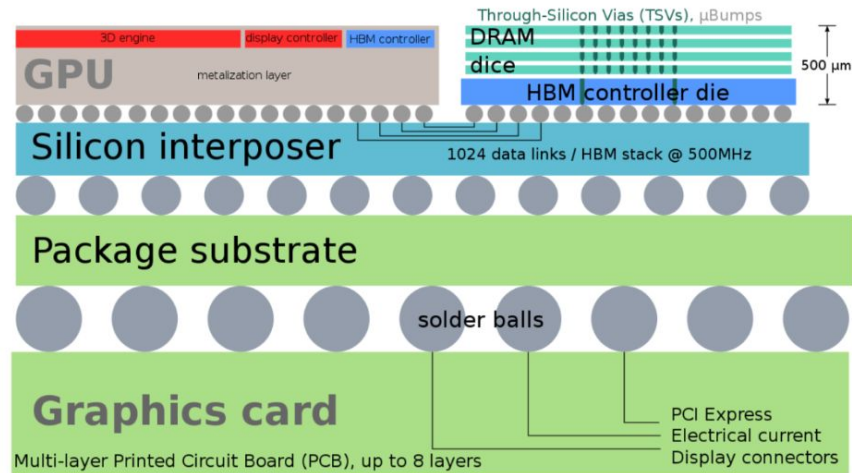 Through-Silicon Vias (TSVs), µBumps
3D engine
display controller
HBM controller
GPU
metalization layer
DRAM
dice
500 µm
HBM controller die
Silicon interposer
1024 data links / HBM stack @ 500MHz
Package substrate
solder balls
Graphics card
PCI Express
Electrical current
Display connectors
Multi-layer Printed Circuit Board (PCB), up to 8 layers